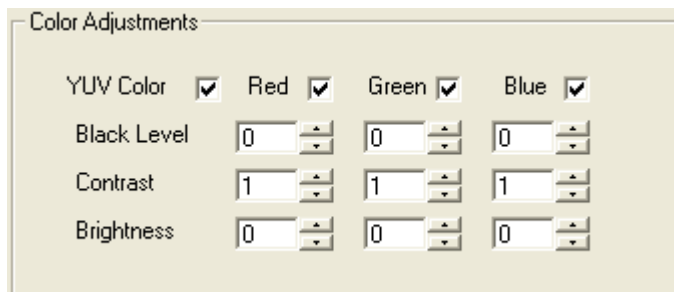 Color Adjustments
YUV Color Red Green Blue
Black Level 0 0 0
Contrast 1 1 1
Brightness 0 0 0